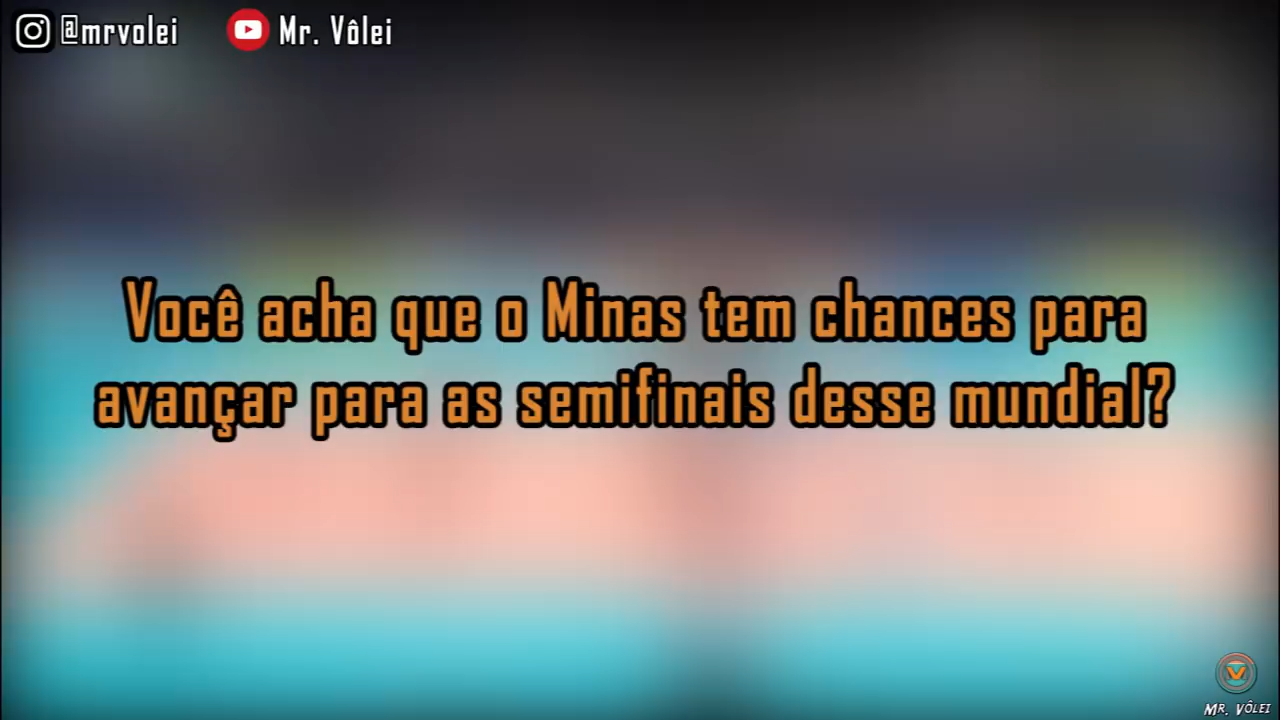 @mrvolei
Mr. Vôlei
Você acha que o Minas tem chances para
avançar para as semifinais desse mundial?
Mr. Vôlei